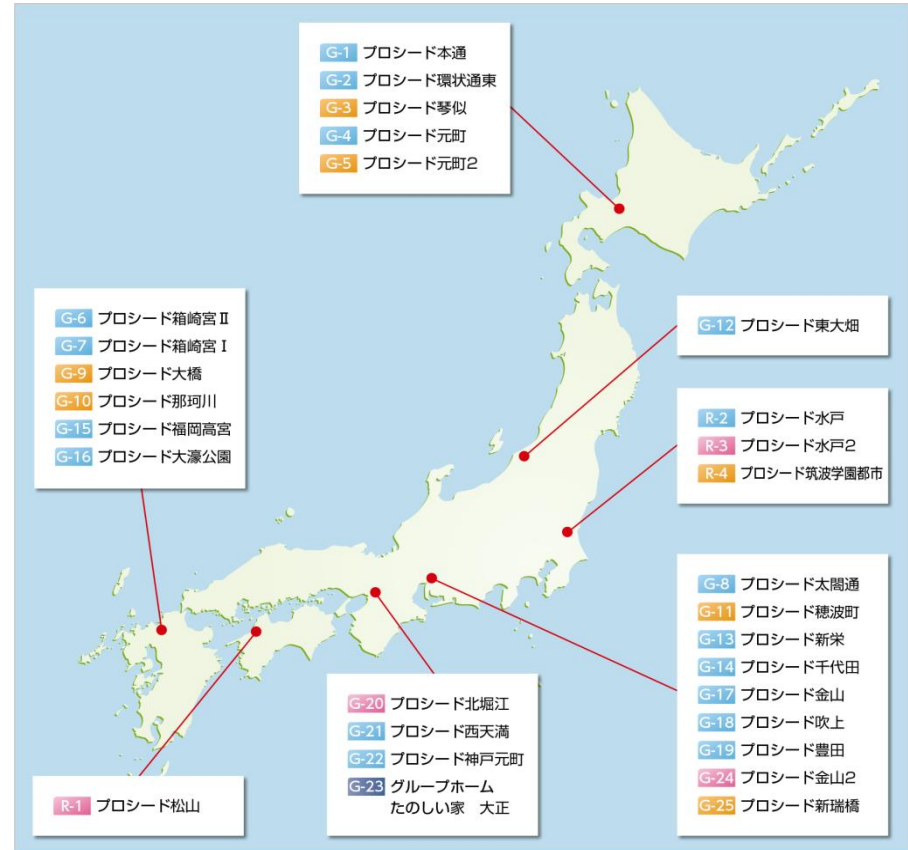 G-1 プロシード本通
G-2 プロシード環状通東
G-3 プロシード琴似
G-4 プロシード元町
G-5 プロシード元町2
G-6 プロシード箱崎宮Ⅱ
G-7 プロシード箱崎宮Ⅰ
G-9 プロシード大橋
G-10 プロシード那珂川
G-15 プロシード福岡高宮
G-16 プロシード大濠公園
G-12 プロシード東大畑
R-2 プロシード水戸
R-3 プロシード水戸2
R-4 プロシード筑波学園都市
G-8 プロシード太閤通
G-11 プロシード穂波町
G-13 プロシード新栄
G-14 プロシード千代田
G-17 プロシード金山
G-18 プロシード吹上
G-19 プロシード豊田
G-24 プロシード金山2
G-25 プロシード新瑞橋
G-20 プロシード北堀江
G-21 プロシード西天満
G-22 プロシード神戸元町
G-23 グループホーム
たのしい家 大正
R-1 プロシード松山